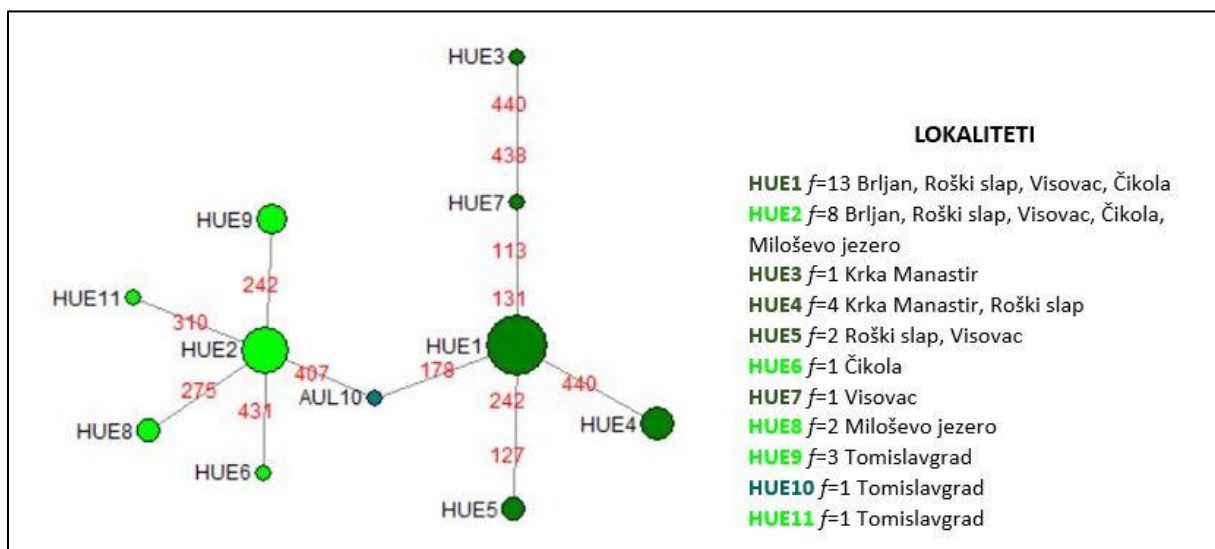 HUE3
440
438
HUE7
113
131
HUE9
242
HUE11
310
HUE2
407
AUL10
178
HUE1
440
HUE4
275
431
HUE8
HUE6
242
127
HUE5
LOKALITETI
HUE1 f=13 Brljan, Roški slap, Visovac, Čikola
HUE2 f=8 Brljan, Roški slap, Visovac, Čikola,
Miloševo jezero
HUE3 f=1 Krka Manastir
HUE4 f=4 Krka Manastir, Roški slap
HUE5 f=2 Roški slap, Visovac
HUE6 f=1 Čikola
HUE7 f=1 Visovac
HUE8 f=2 Miloševo jezero
HUE9 f=3 Tomislavgrad
HUE10 f=1 Tomislavgrad
HUE11 f=1 Tomislavgrad